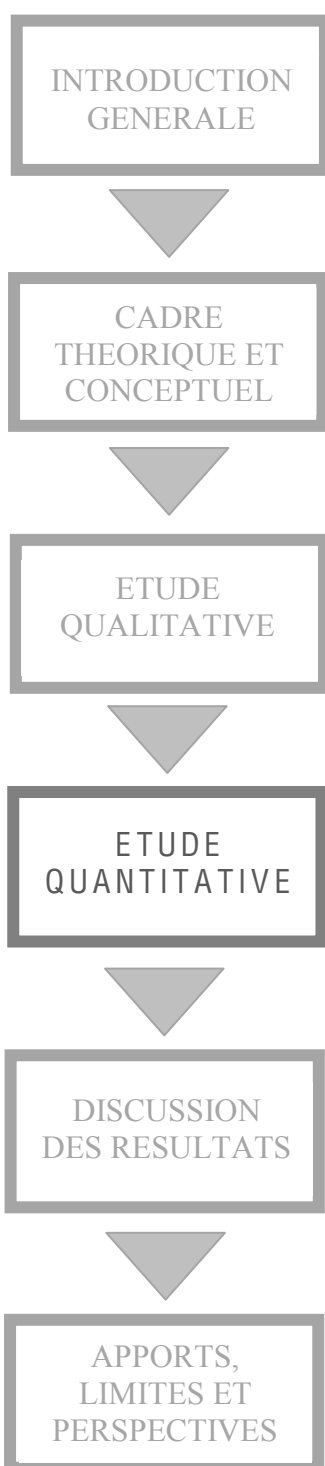 INTRODUCTION
GENERALE
CADRE
THEORIQUE ET
CONCEPTUEL
ETUDE
QUALITATIVE
ETUDE
QUANTITATIVE
DISCUSSION
DES RESULTATS
APPORTS,
LIMITES ET
PERSPECTIVES